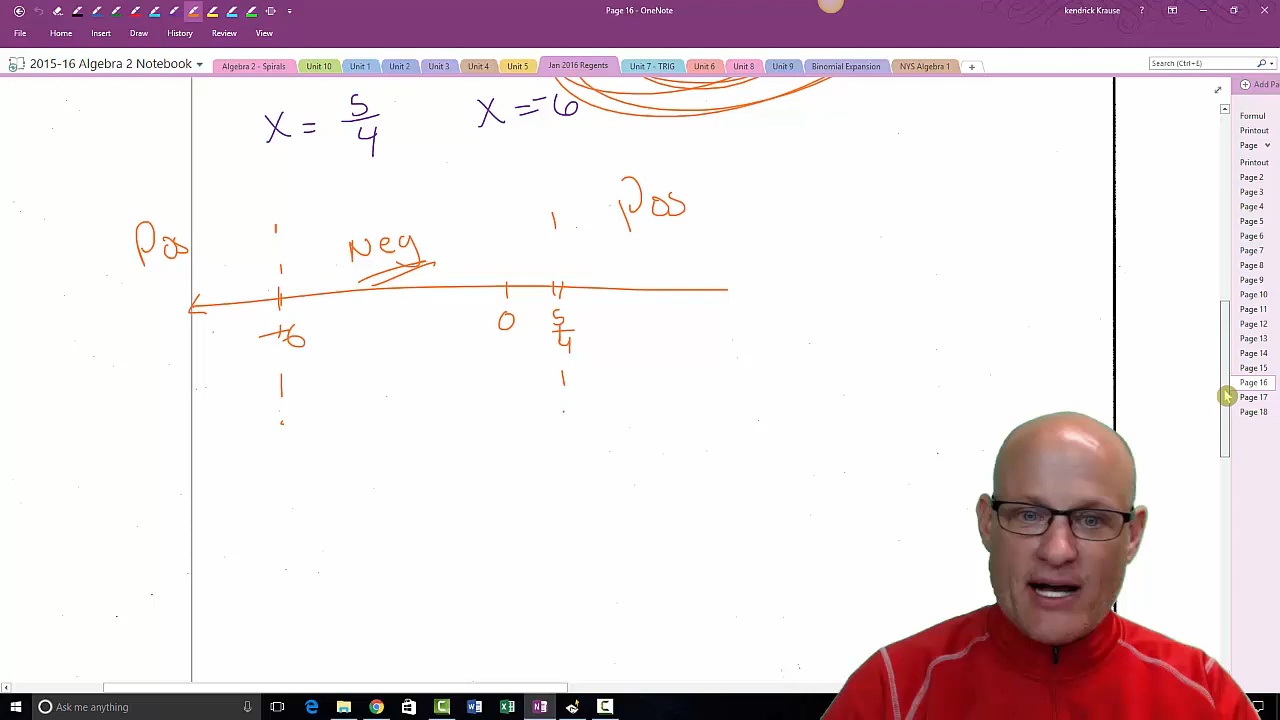 Page 16 - OneNote
kendrick Krause
?
File Home Insert Draw History Review View
2015-16 Algebra 2 Notebook
Algebra 2 - Spirals Unit 10 Unit 1 Unit 2 Unit 3 Unit 4 Unit 5 Jan 2016 Regents Unit 7 - TRIG Unit 6 Unit 8 Unit 9 Binomial Expansion NYS Algebra 1 +
Search (Ctrl+E)
Add Pa
Formul
Printout
Page
Printout
Page 2
Page 3
Page 4
Page 5
Page 6
Page 7
Page 8
Page 9
Page 10
Page 11
Page 12
Page 13
Page 14
Page 15
Page 16
Page 17
Page 18
x = 5/4 x = -6
Pos Neg Pos
-6 0 5/4
Ask me anything